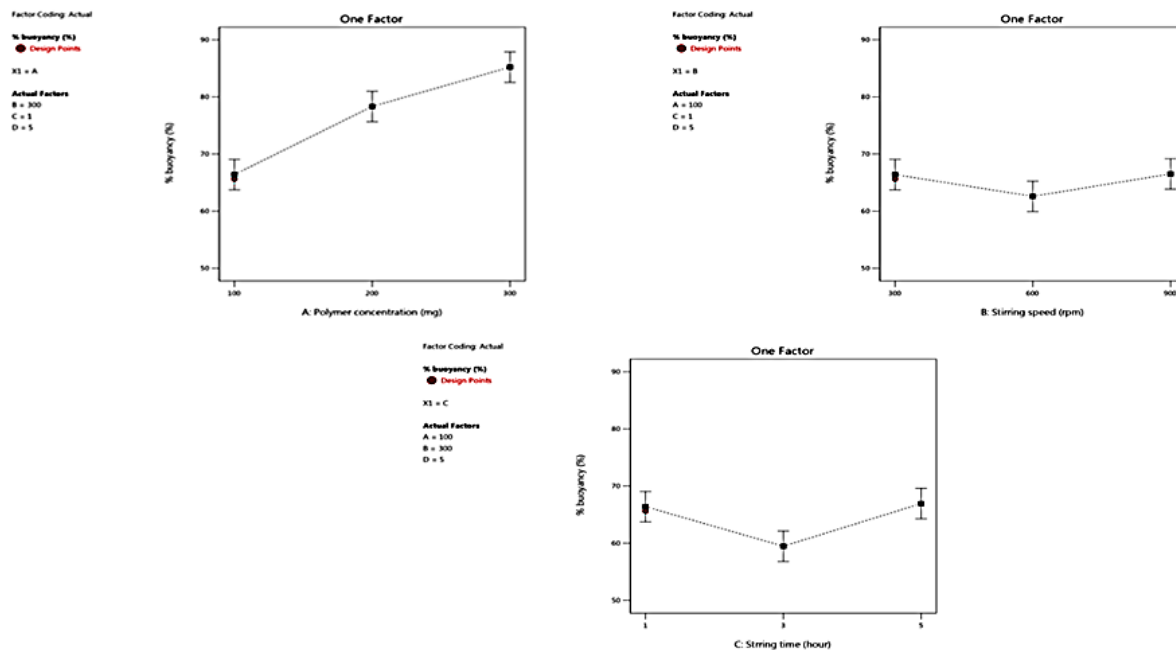 Factor Coding: Actual
% buoyancy (%)
Design Points
X1 = A
Actual Factors
B = 300
C = 1
D = 5
One Factor
% buoyancy (%)
90
80
70
60
50
100
200
300
A: Polymer concentration (mg)
Factor Coding: Actual
% buoyancy (%)
Design Points
X1 = B
Actual Factors
A = 100
C = 1
D = 5
One Factor
% buoyancy (%)
90
80
70
60
50
300
600
900
B: Stirring speed (rpm)
Factor Coding: Actual
% buoyancy (%)
Design Points
X1 = C
Actual Factors
A = 100
B = 300
D = 5
One Factor
% buoyancy (%)
90
80
70
60
50
1
3
5
C: Strring time (hour)